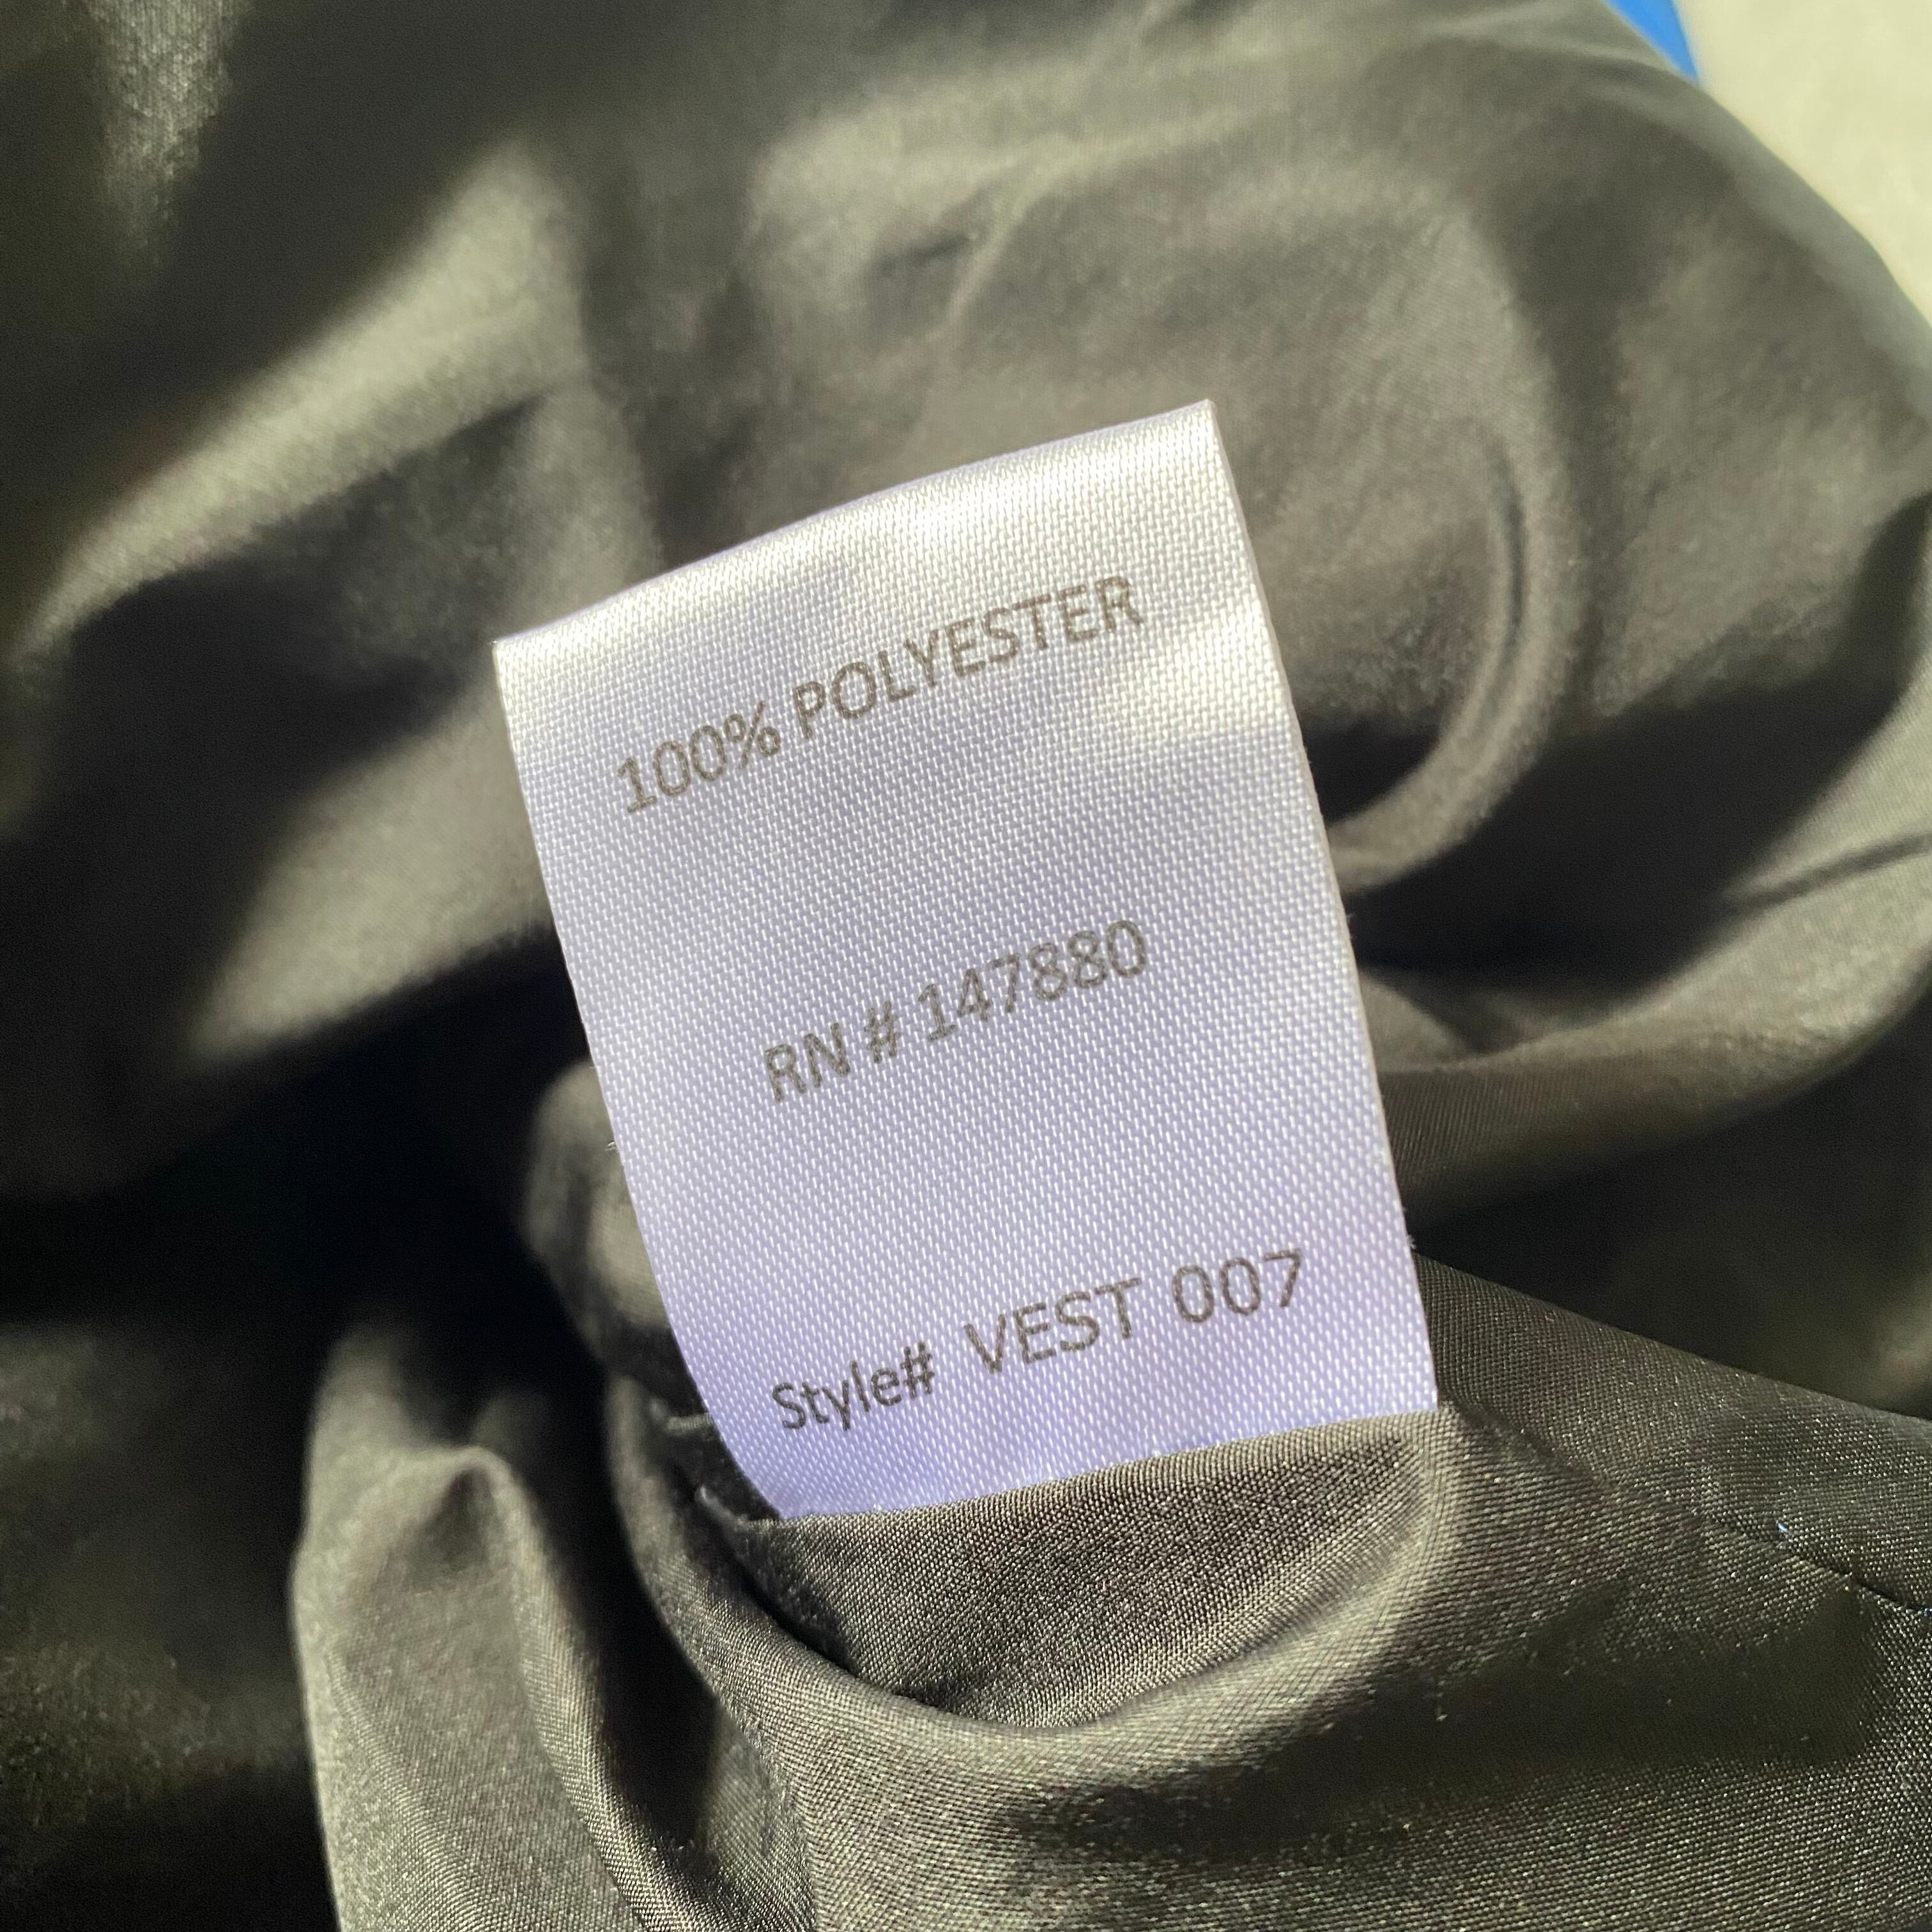 100% POLYESTER
RN # 147880
Style# VEST 007